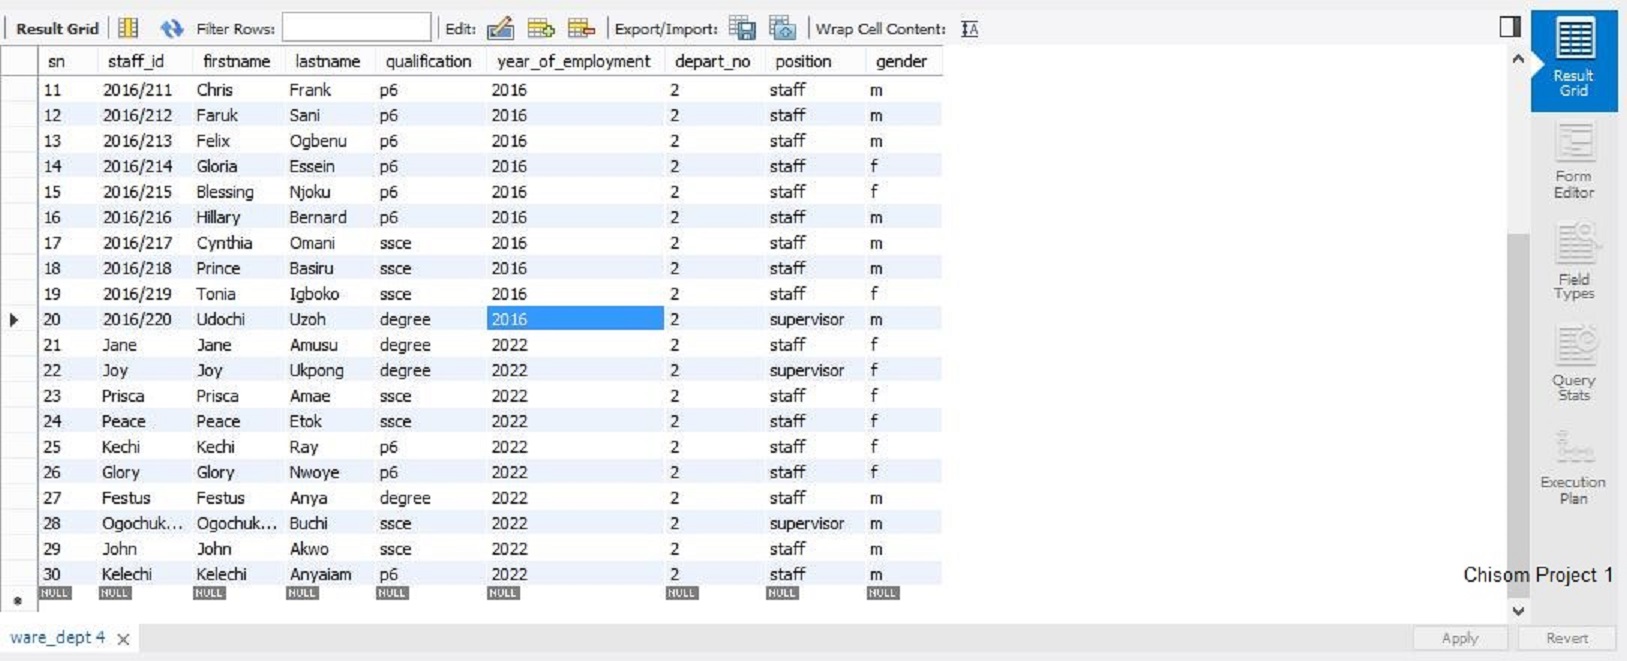 Result Grid Filter Rows: Edit: Export/Import: Wrap Cell Content:
sn staff_id firstname lastname qualification year_of_employment depart_no position gender
11 2016/211 Chris Frank p6 2016 2 staff m
12 2016/212 Faruk Sani p6 2016 2 staff m
13 2016/213 Felix Ogbenu p6 2016 2 staff m
14 2016/214 Gloria Essein p6 2016 2 staff f
15 2016/215 Blessing Njoku p6 2016 2 staff f
16 2016/216 Hillary Bernard p6 2016 2 staff m
17 2016/217 Cynthia Omani ssce 2016 2 staff m
18 2016/218 Prince Basiru ssce 2016 2 staff m
19 2016/219 Tonia Igboko ssce 2016 2 staff f
20 2016/220 Udochi Uzoh degree 2016 2 supervisor m
21 Jane Jane Amusu degree 2022 2 staff f
22 Joy Joy Ukpong degree 2022 2 supervisor f
23 Prisca Prisca Amae ssce 2022 2 staff f
24 Peace Peace Etok ssce 2022 2 staff f
25 Kechi Kechi Ray p6 2022 2 staff f
26 Glory Glory Nwoye p6 2022 2 staff f
27 Festus Festus Anya degree 2022 2 staff m
28 Ogochuk... Ogochuk... Buchi ssce 2022 2 supervisor m
29 John John Akwo ssce 2022 2 staff m
30 Kelechi Kelechi Anyaiam p6 2022 2 staff m
NULL NULL NULL NULL NULL NULL NULL NULL NULL
Result
Grid
Form
Editor
Field
Types
Query
Stats
Execution
Plan
Chisom Project 1
ware_dept 4
Apply Revert